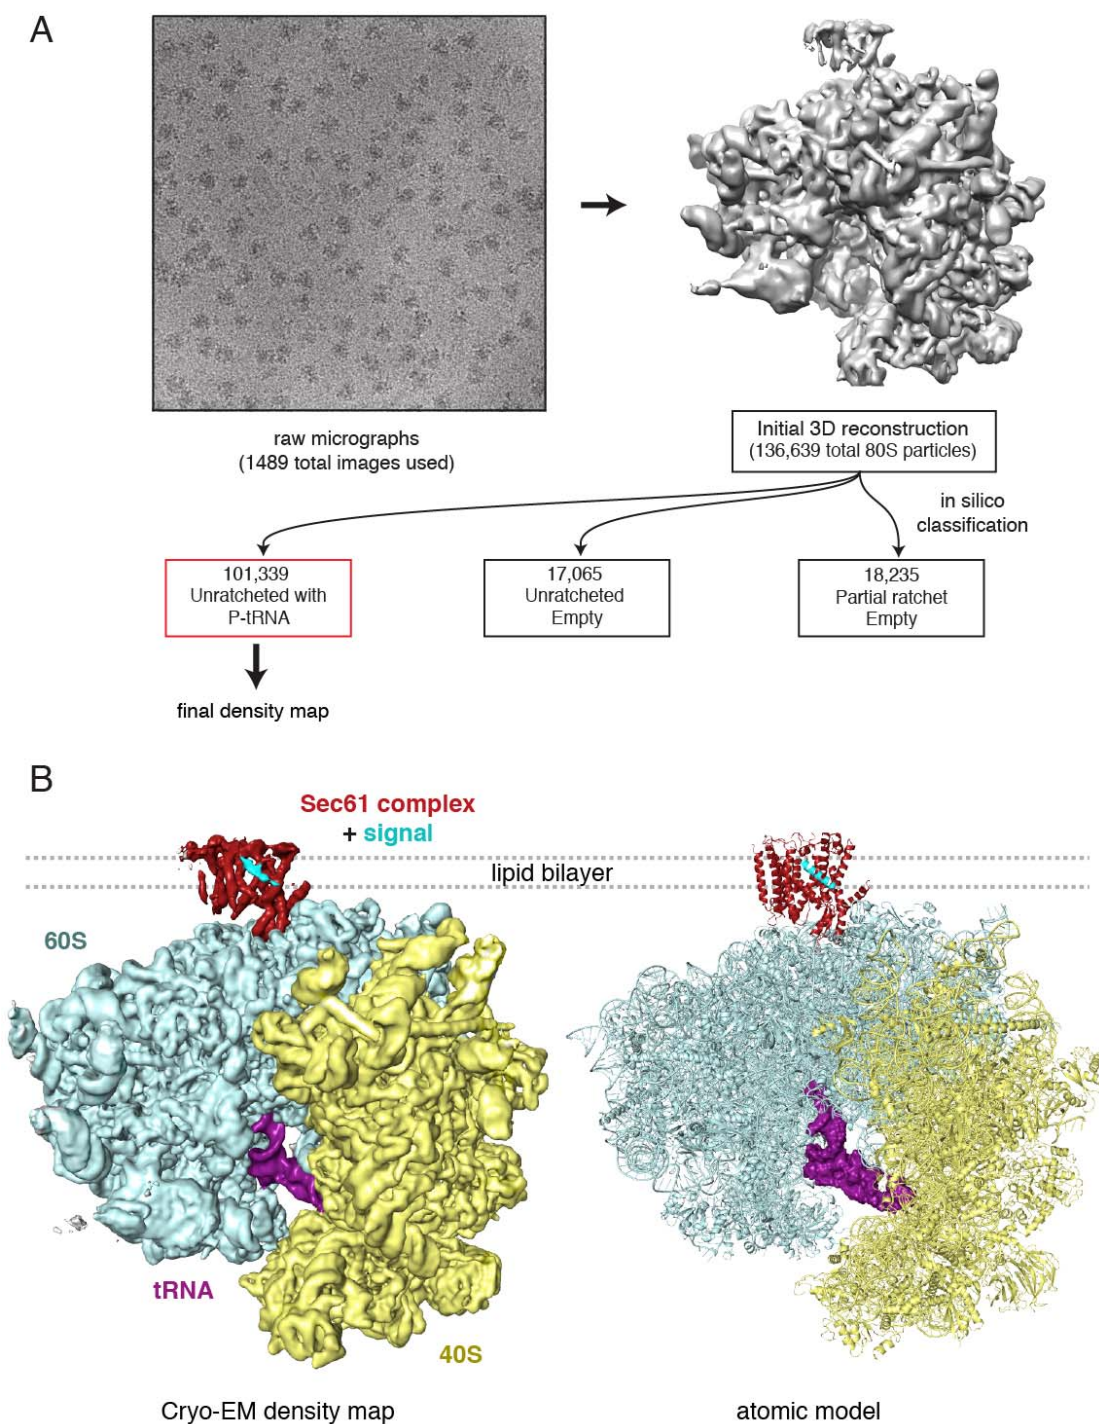 A
raw micrographs
(1489 total images used)
Initial 3D reconstruction
(136,639 total 80S particles)
in silico
classification
101,339
Unratcheted with
P-tRNA
17,065
Unratcheted
Empty
18,235
Partial ratchet
Empty
final density map
B
Sec61 complex
+ signal
lipid bilayer
60S
tRNA
40S
Cryo-EM density map
atomic model